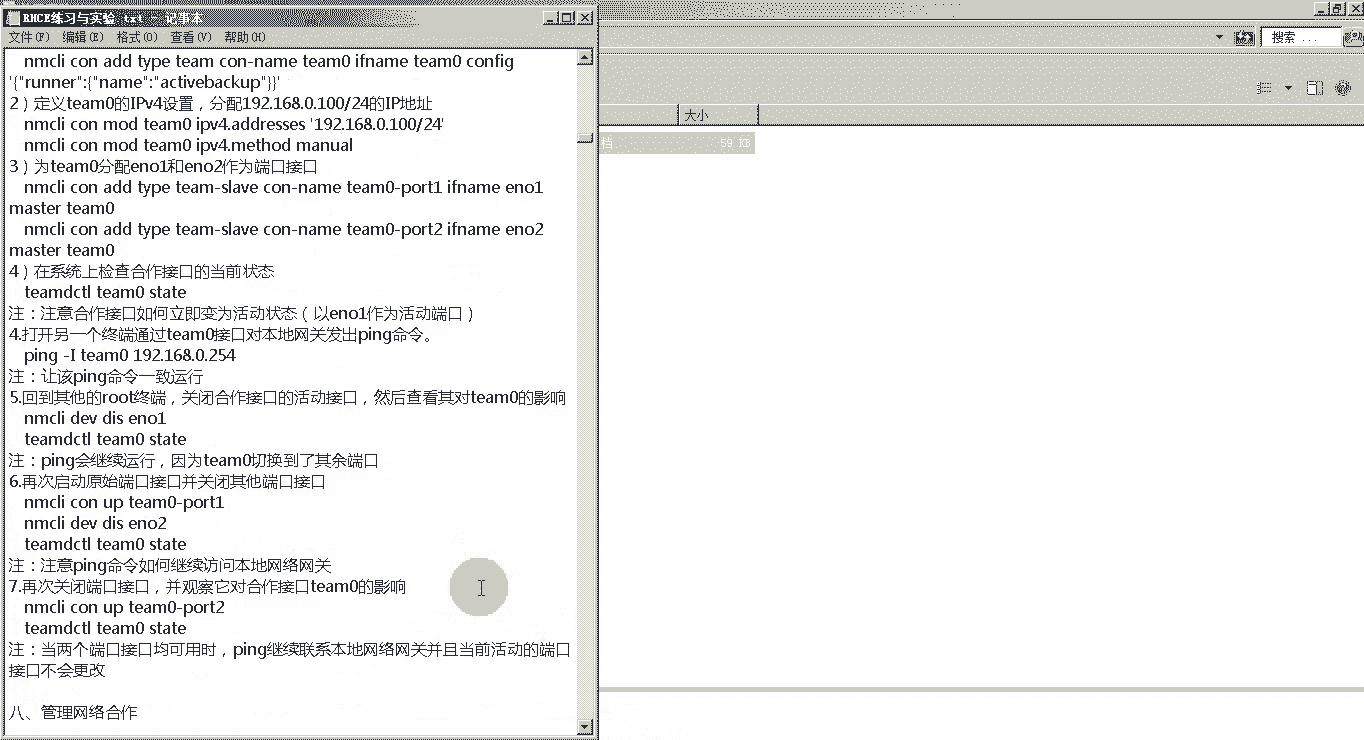 RHCE练习与实验 txt - 记事本
文件(F) 编辑(E) 格式(O) 查看(V) 帮助(H)
nmcli con add type team con-name team0 ifname team0 config
'{"runner":{"name":"activebackup"}}'
2）定义team0的IPv4设置，分配192.168.0.100/24的IP地址
nmcli con mod team0 ipv4.addresses '192.168.0.100/24'
nmcli con mod team0 ipv4.method manual
3）为team0分配eno1和eno2作为端口接口
nmcli con add type team-slave con-name team0-port1 ifname eno1
master team0
nmcli con add type team-slave con-name team0-port2 ifname eno2
master team0
4）在系统上检查合作接口的当前状态
teamdctl team0 state
注：注意合作接口如何立即变为活动状态（以eno1作为活动端口）
4.打开另一个终端通过team0接口对本地网关发出ping命令。
ping -I team0 192.168.0.254
注：让该ping命令一致运行
5.回到其他的root终端，关闭合作接口的活动接口，然后查看其对team0的影响
nmcli dev dis eno1
teamdctl team0 state
注：ping会继续运行，因为team0切换到了其余端口
6.再次启动原始端口接口并关闭其他端口接口
nmcli con up team0-port1
nmcli dev dis eno2
teamdctl team0 state
注：注意ping命令如何继续访问本地网络网关
7.再次关闭端口接口，并观察它对合作接口team0的影响
nmcli con up team0-port2
teamdctl team0 state
注：当两个端口接口均可用时，ping继续联系本地网络网关并且当前活动的端口
接口不会更改
八、管理网络合作
搜索 ...
大小
档 59 KB